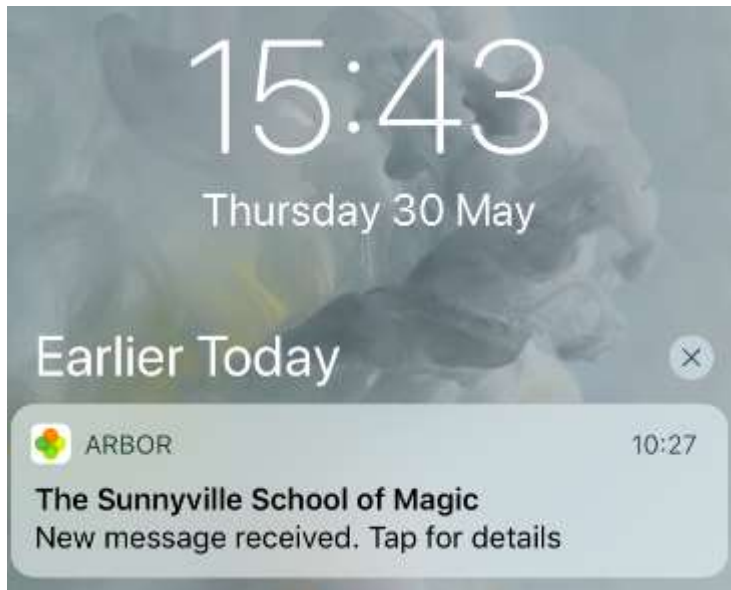 15:43
Thursday 30 May
Earlier Today
ARBOR 10:27
The Sunnyville School of Magic
New message received. Tap for details